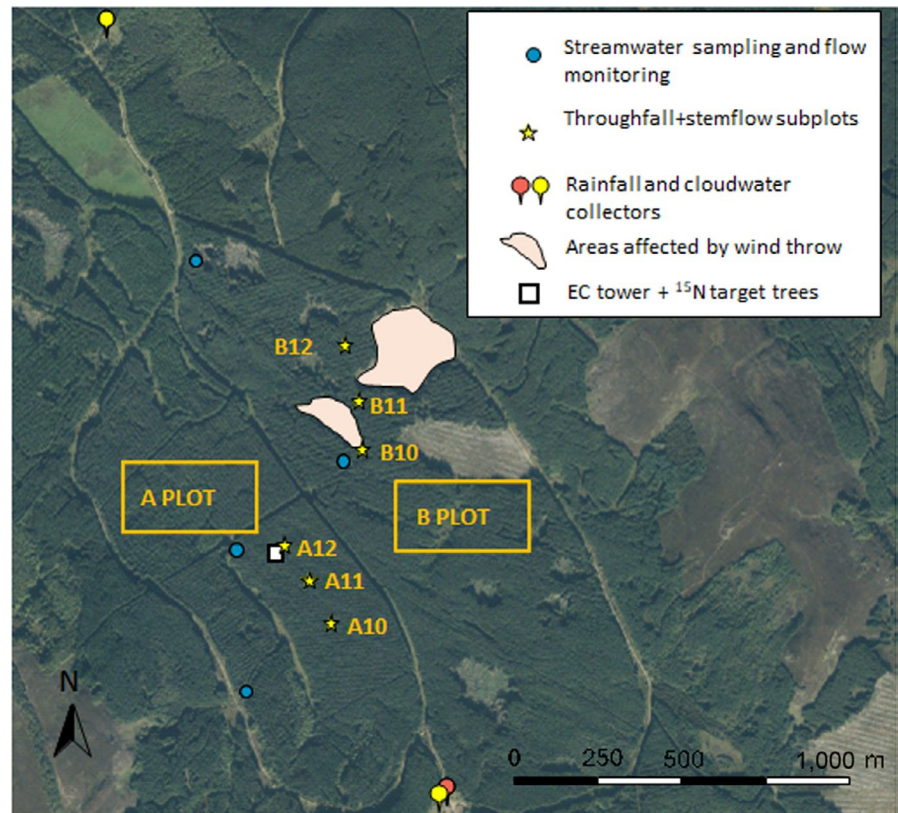 Streamwater sampling and flow
monitoring
Throughfall+stemflow subplots
Rainfall and cloudwater
collectors
Areas affected by wind throw
EC tower + ¹⁵N target trees
B12
B11
B10
A PLOT
B PLOT
A12
A11
A10
N
0 250 500 1,000 m